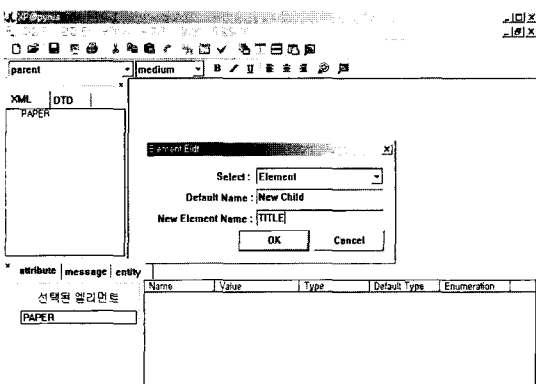 parent medium B I U
XML DTD
PAPER
Element Edit
Select : Element
Default Name : New Child
New Element Name : TITLE
OK Cancel
attribute message entity
선택된 엘리먼트
PAPER
Name Value Type Default Type Enumeration